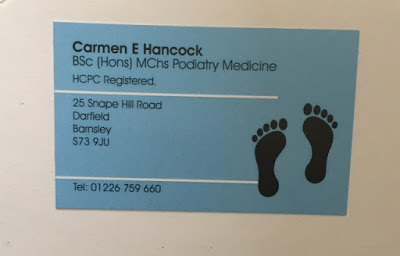 Carmen E Hancock
BSc (Hons) MChs Podiatry Medicine
HCPC Registered.
25 Snape Hill Road
Darfield
Barnsley
S73 9JU
Tel: 01226 759 660